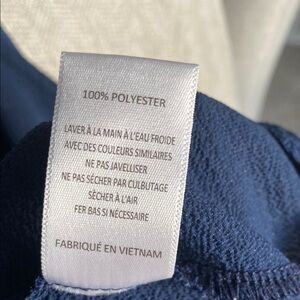 100% POLYESTER
LAVER À LA MAIN À L'EAU FROIDE
AVEC DES COULEURS SIMILAIRES
NE PAS JAVELLISER
NE PAS SÉCHER PAR CULBUTAGE
SÈCHER À L'AIR
FER BAS SI NÉCESSAIRE
FABRIQUÉ EN VIETNAM